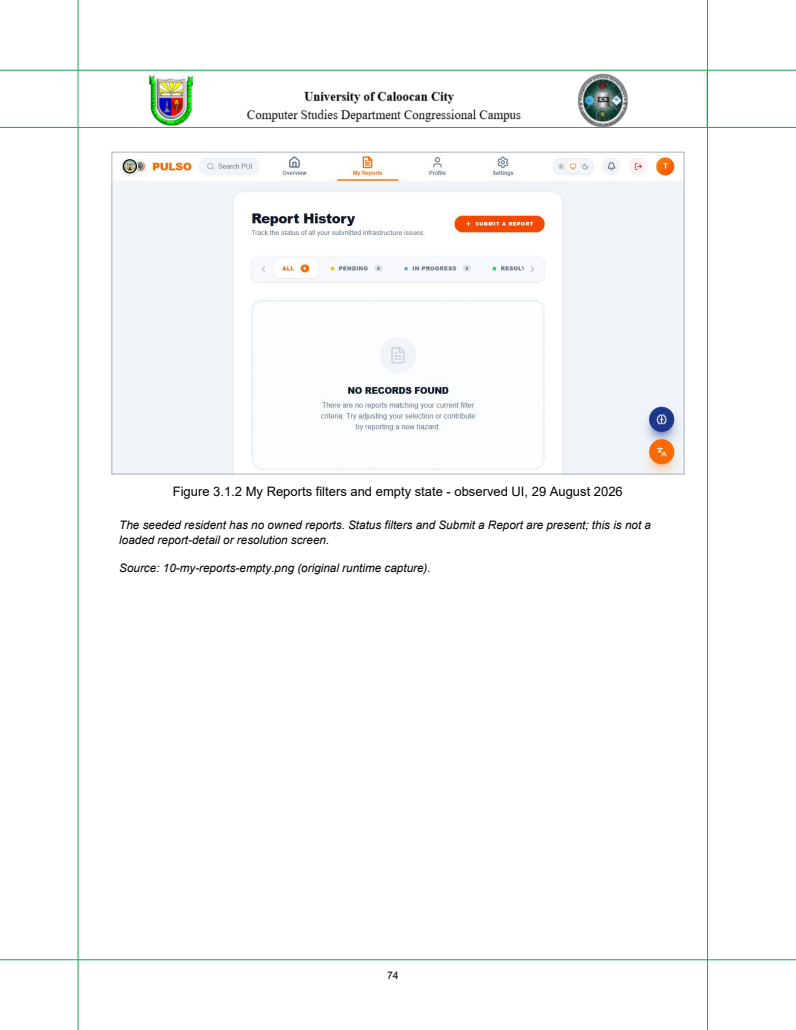 University of Caloocan City
Computer Studies Department Congressional Campus
PULSO
Search PUL
Overview
My Reports
Profile
Settings
T
Report History
Track the status of all your submitted infrastructure issues.
+ SUBMIT A REPORT
ALL 0
PENDING 0
IN PROGRESS 0
RESOLV
NO RECORDS FOUND
There are no reports matching your current filter
criteria. Try adjusting your selection or contribute
by reporting a new hazard.
Figure 3.1.2 My Reports filters and empty state - observed UI, 29 August 2026
The seeded resident has no owned reports. Status filters and Submit a Report are present; this is not a
loaded report-detail or resolution screen.
Source: 10-my-reports-empty.png (original runtime capture).
74